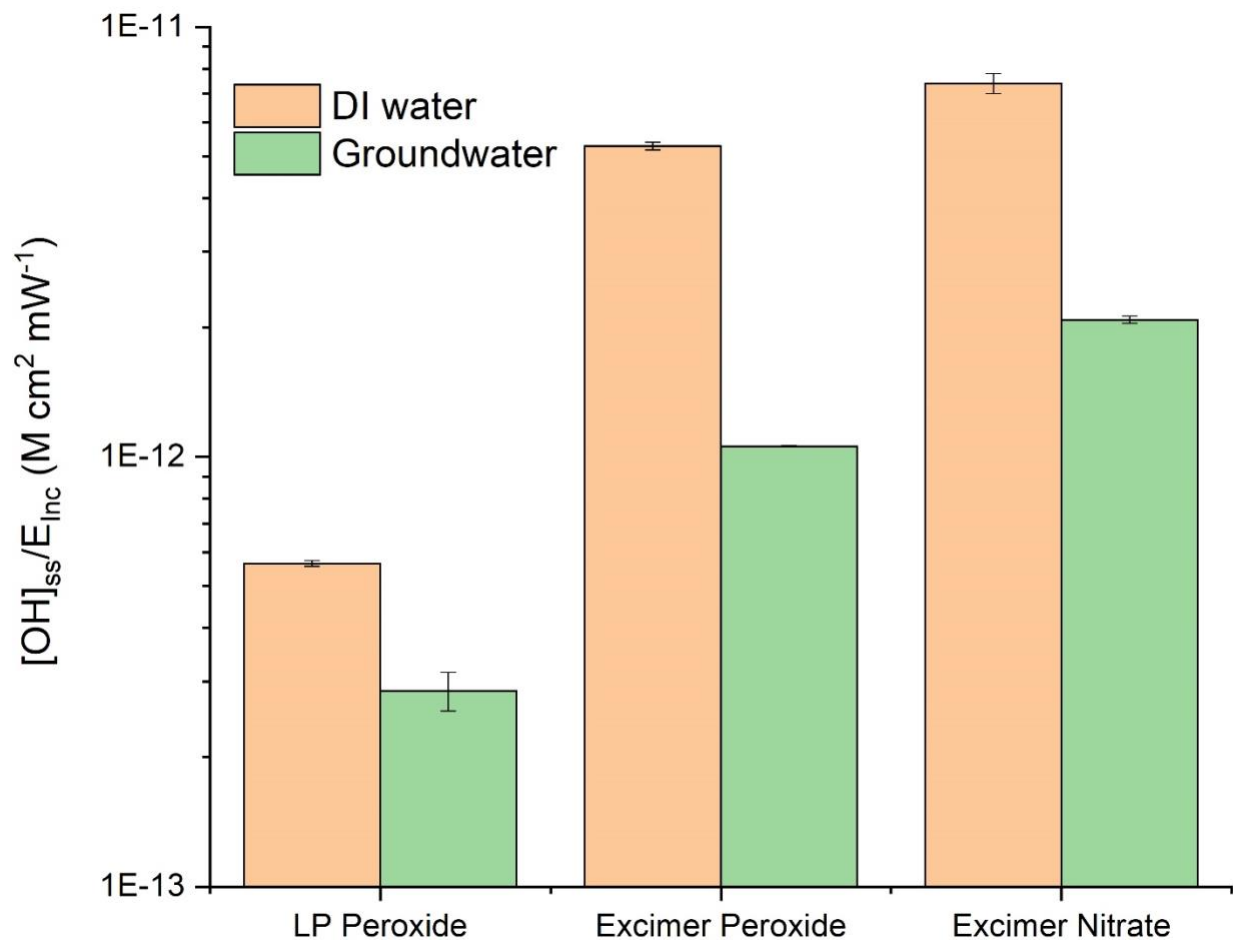 1E-11
DI water
Groundwater
1E-12
1E-13
[OH]ss/EInc (M cm² mW⁻¹)
LP Peroxide Excimer Peroxide Excimer Nitrate